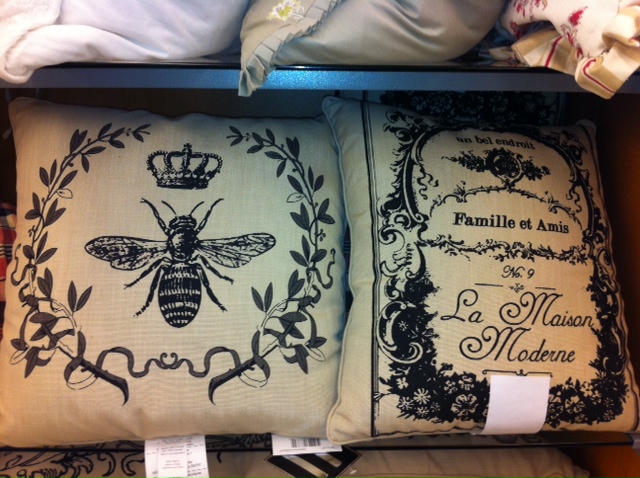 un bel endroit
Famille et Amis
No. 9
La Maison
Moderne